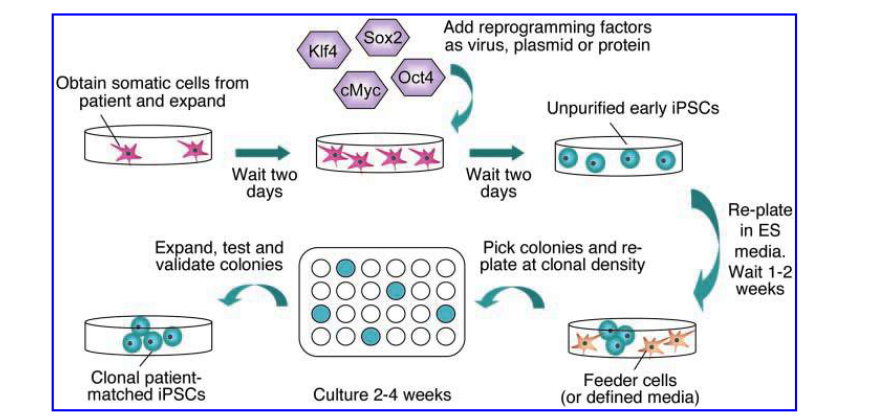 Obtain somatic cells from
patient and expand
Klf4
Sox2
cMyc
Oct4
Add reprogramming factors
as virus, plasmid or protein
Wait two
days
Wait two
days
Unpurified early iPSCs
Re-plate
in ES
media.
Wait 1-2
weeks
Feeder cells
(or defined media)
Pick colonies and re-
plate at clonal density
Culture 2-4 weeks
Expand, test and
validate colonies
Clonal patient-
matched iPSCs